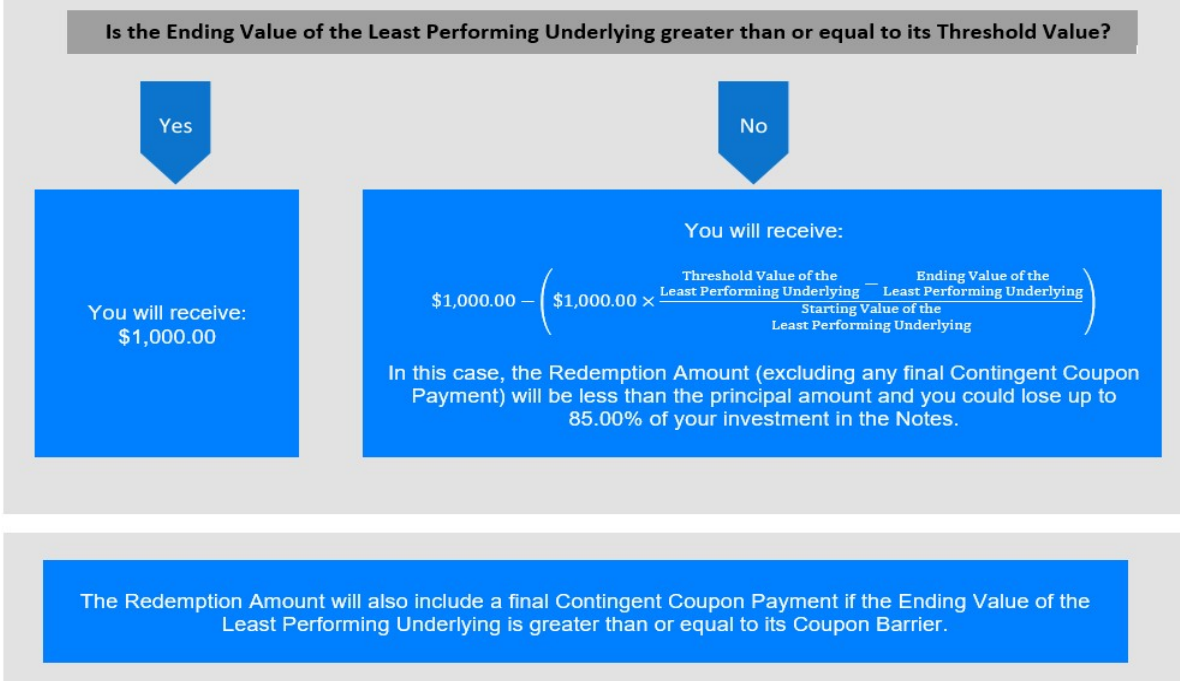 Is the Ending Value of the Least Performing Underlying greater than or equal to its Threshold Value?
Yes
No
You will receive:
$1,000.00
You will receive:
$1,000.00 − ( $1,000.00 × (Threshold Value of the Least Performing Underlying − Ending Value of the Least Performing Underlying) / Starting Value of the Least Performing Underlying )
In this case, the Redemption Amount (excluding any final Contingent Coupon
Payment) will be less than the principal amount and you could lose up to
85.00% of your investment in the Notes.
The Redemption Amount will also include a final Contingent Coupon Payment if the Ending Value of the
Least Performing Underlying is greater than or equal to its Coupon Barrier.